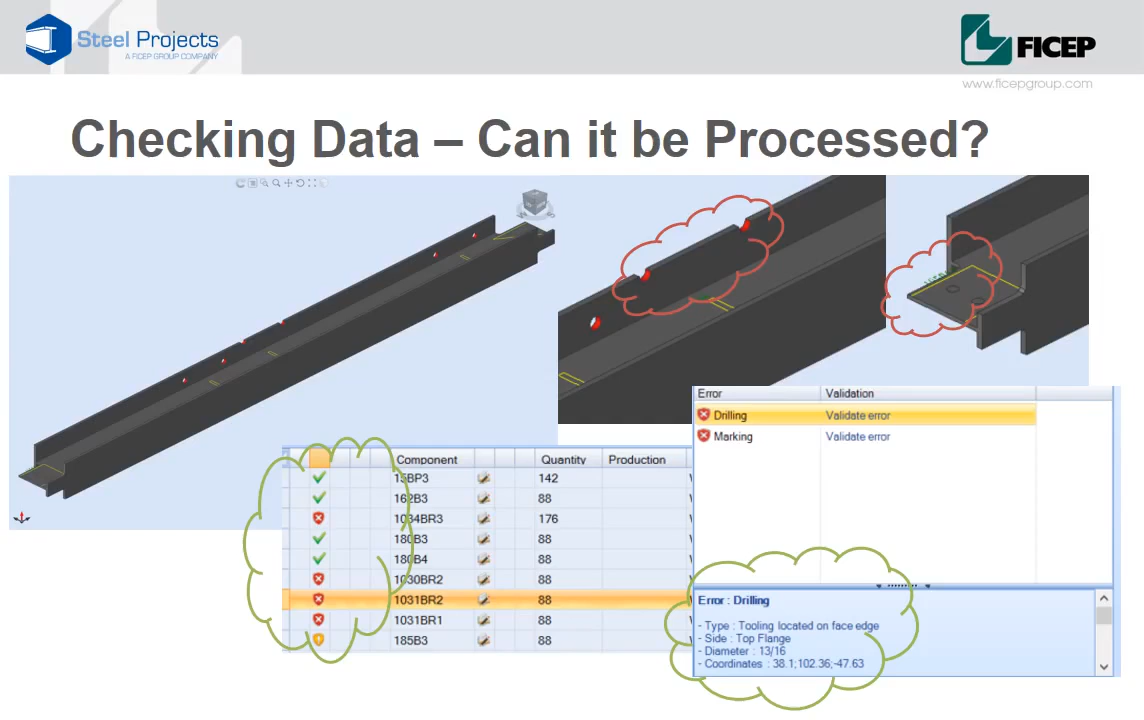 Steel Projects
A FICEP GROUP COMPANY
FICEP
www.ficepgroup.com
Checking Data – Can it be Processed?
Error Validation
Drilling Validate error
Marking Validate error
Component Quantity Production
15BP3 142
162B3 88
1034BR3 176
180B3 88
180B4 88
1030BR2 88
1031BR2 88
1031BR1 88
185B3 88
Error : Drilling
- Type : Tooling located on face edge
- Side : Top Flange
- Diameter : 13/16
- Coordinates : 38.1;102.36;-47.63